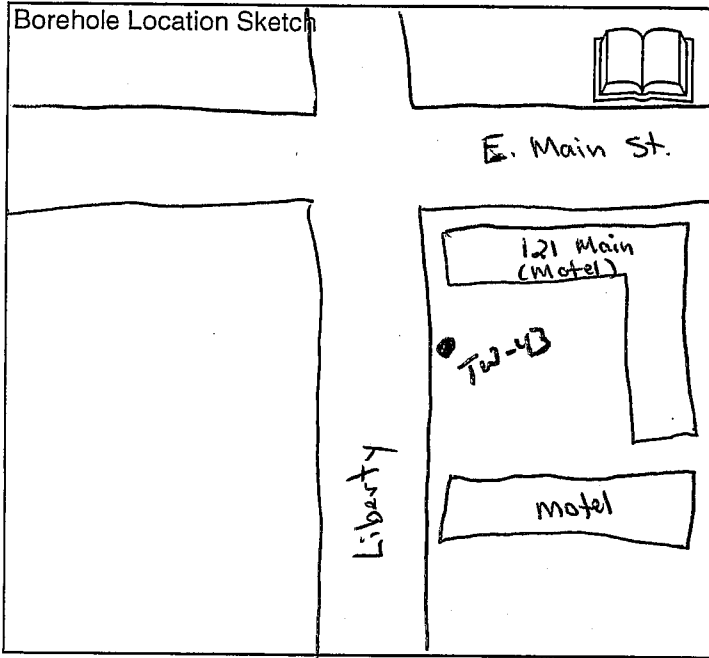 Borehole Location Sketch
E. Main St.
121 Main
(Motel)
TW-43
Liberty
Motel